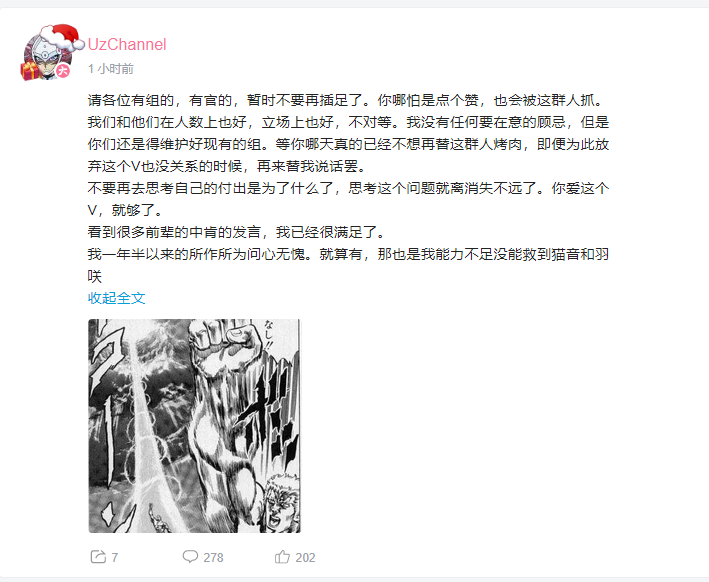 UzChannel
1 小时前
请各位有组的，有官的，暂时不要再插足了。你哪怕是点个赞，也会被这群人抓。
我们和他们在人数上也好，立场上也好，不对等。我没有任何要在意的顾忌，但是
你们还是得维护好现有的组。等你哪天真的已经不想再替这群人烤肉，即便为此放
弃这个V也没关系的时候，再来替我说话罢。
不要再去思考自己的付出是为了什么了，思考这个问题就离消失不远了。你爱这个
V，就够了。
看到很多前辈的中肯的发言，我已经很满足了。
我一年半以来的所作所为问心无愧。就算有，那也是我能力不足没能救到猫音和羽
咲
收起全文
なし!!
7
278
202